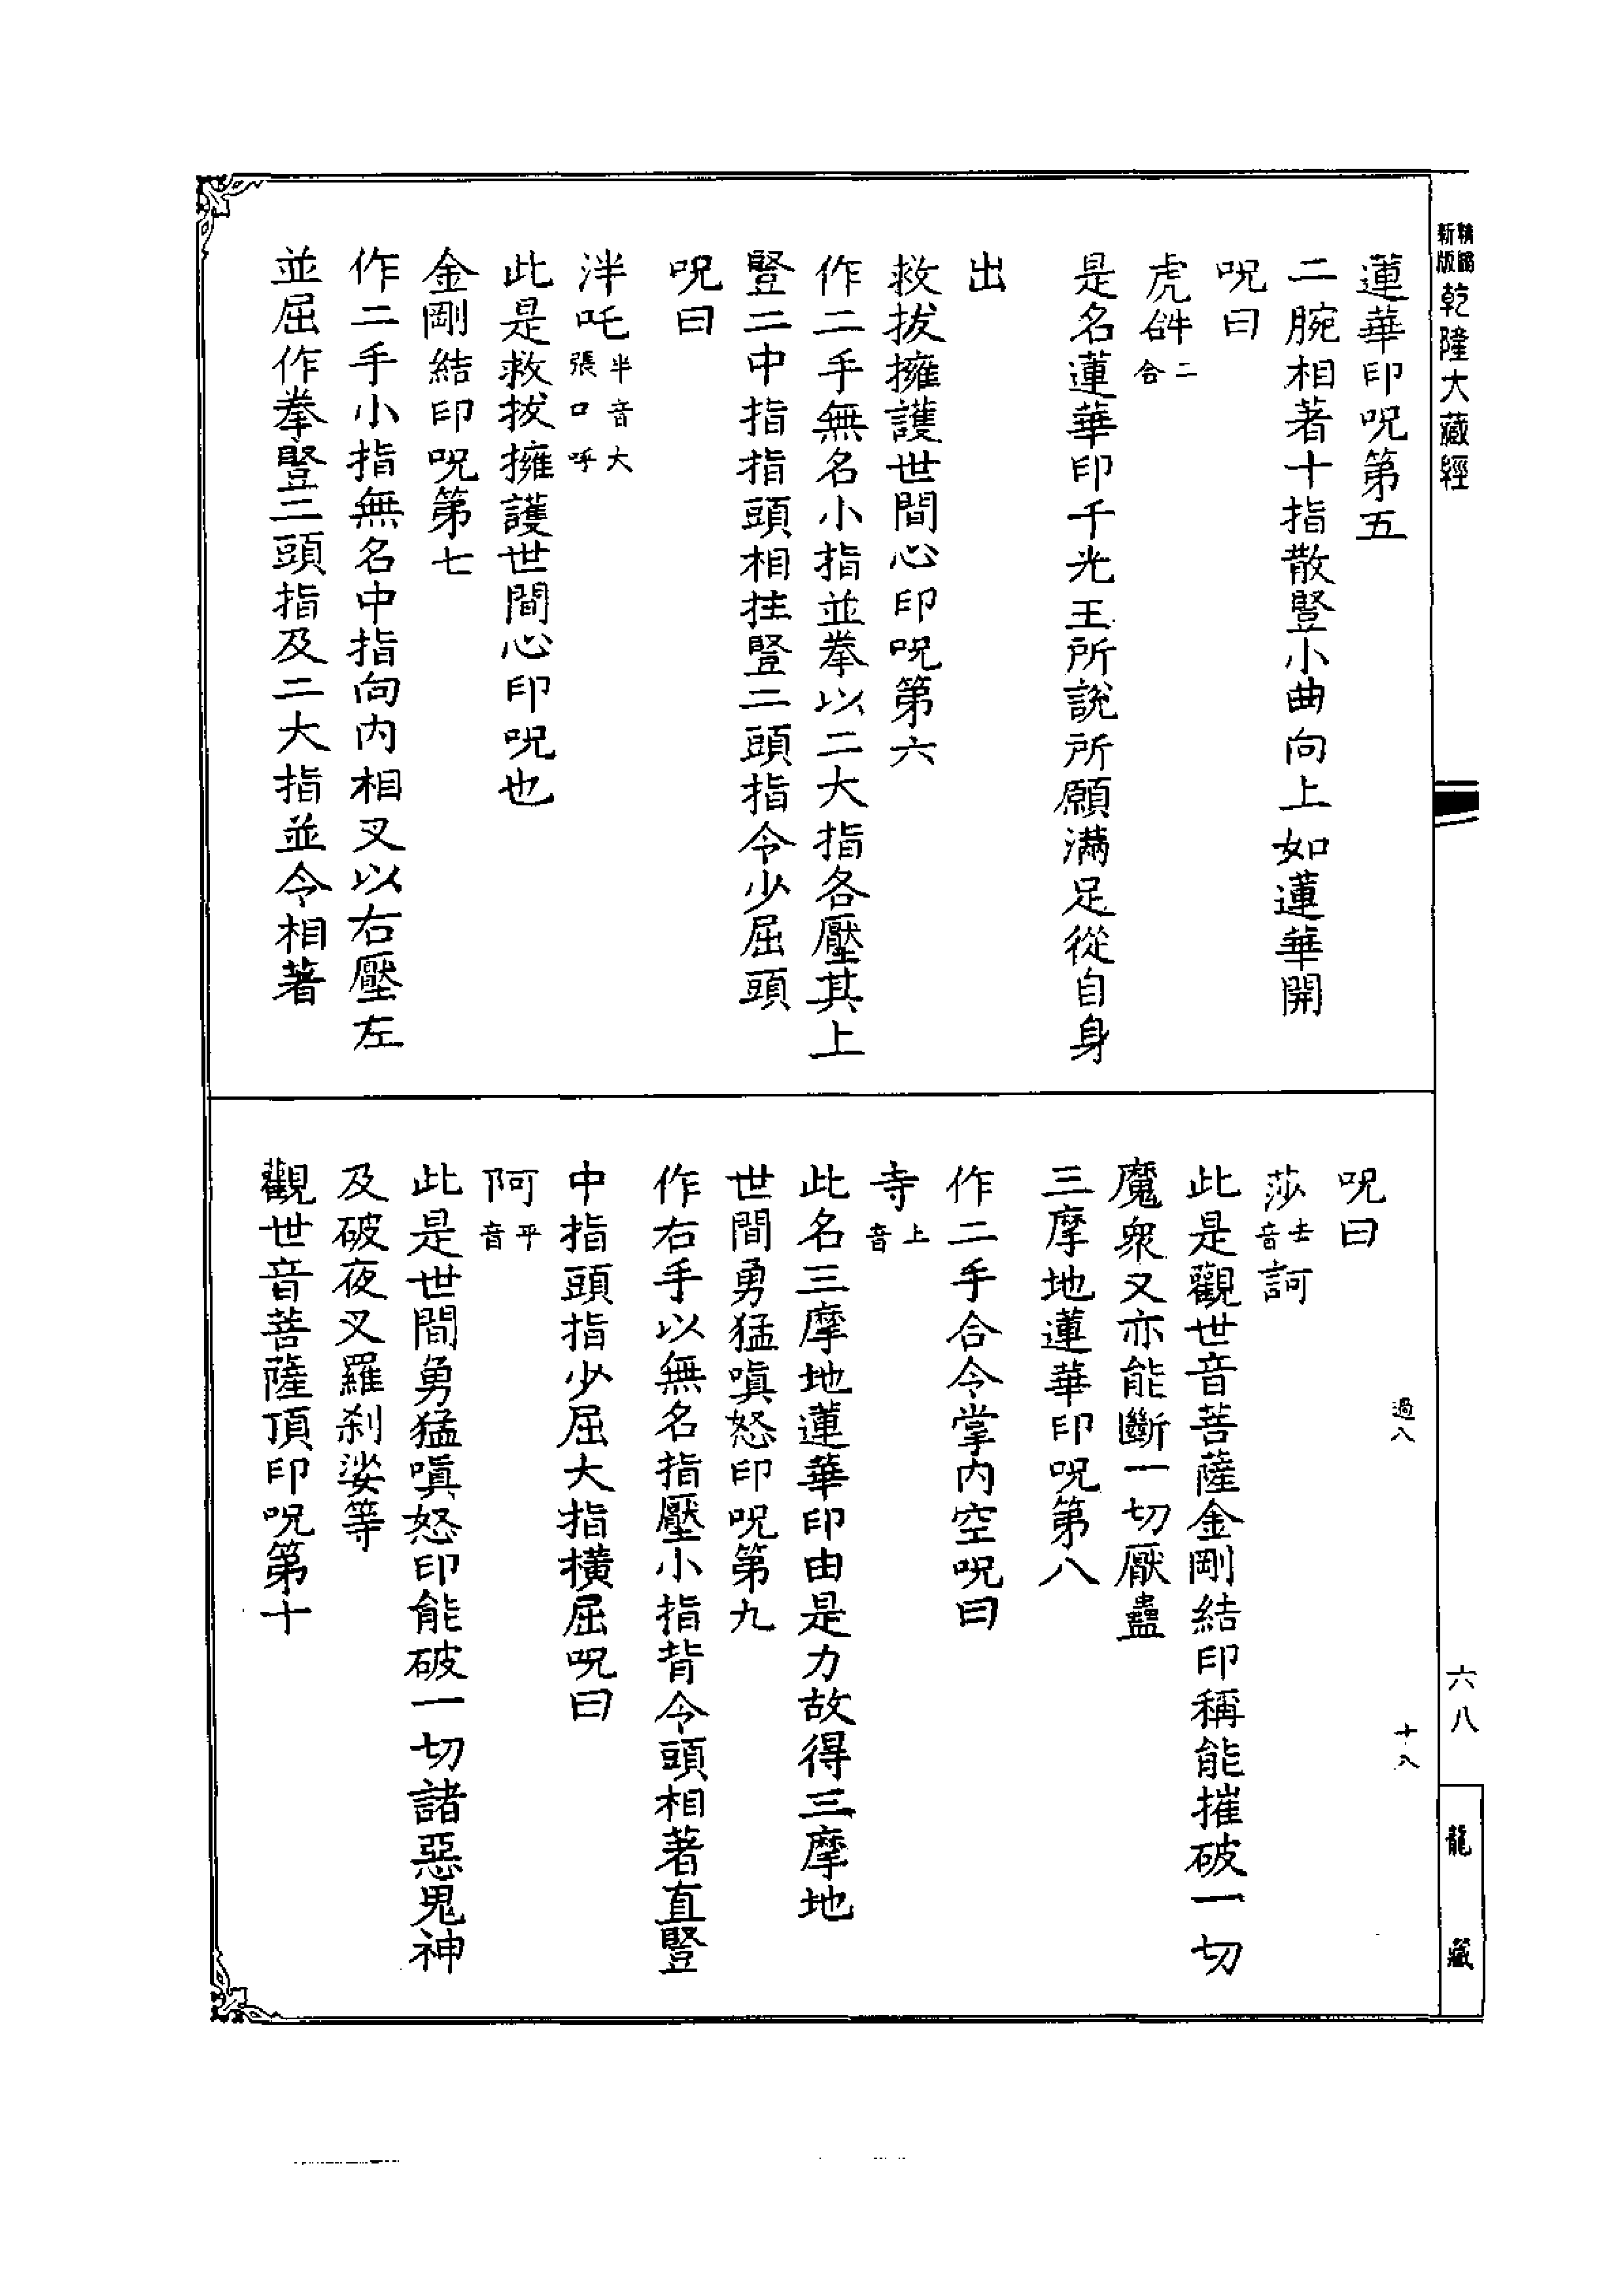 精縮
新版
乾隆大藏經
蓮華印呪第五
二腕相著十指散豎小曲向上如蓮華開
呪曰
虎𤙖二合
是名蓮華印千光王所說所願滿足從自身
出
救拔擁護世間心印呪第六
作二手無名小指並拳以二大指各壓其上
豎二中指指頭相拄豎二頭指令少屈頭
呪曰
泮吒半音大張口呼
此是救拔擁護世間心印呪也
金剛結印呪第七
作二手小指無名中指向內相叉以右壓左
並屈作拳豎二頭指及二大指並令相著
過八
十八
呪曰
莎去音訶
此是觀世音菩薩金剛結印稱能摧破一切
魔衆又亦能斷一切厭蠱
三摩地蓮華印呪第八
作二手合令掌內空呪曰
寺上音
此名三摩地蓮華印由是力故得三摩地
世間勇猛嗔怒印呪第九
作右手以無名指壓小指背令頭相著直豎
中指頭指少屈大指橫屈呪曰
阿平音
此是世間勇猛嗔怒印能破一切諸惡鬼神
及破夜叉羅刹娑等
觀世音菩薩頂印呪第十
六八
龍藏